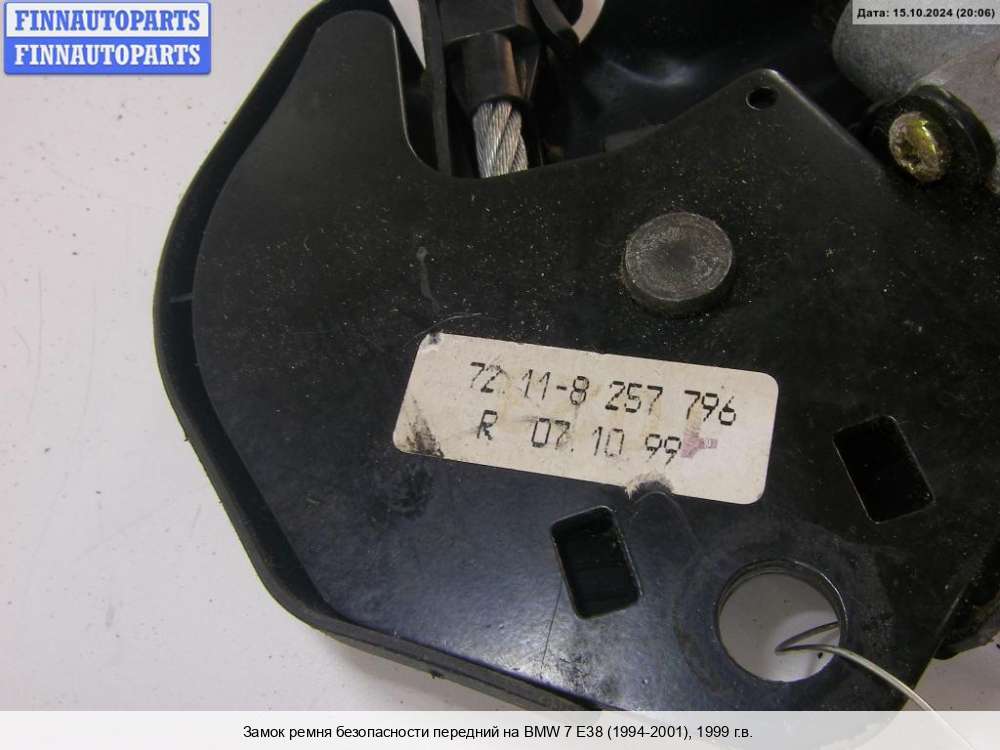 FINNAUTOPARTS
FINNAUTOPARTS
Дата: 15.10.2024 (20:06)
72 11-8 257 796
R 07 10 99
Замок ремня безопасности передний на BMW 7 E38 (1994-2001), 1999 г.в.